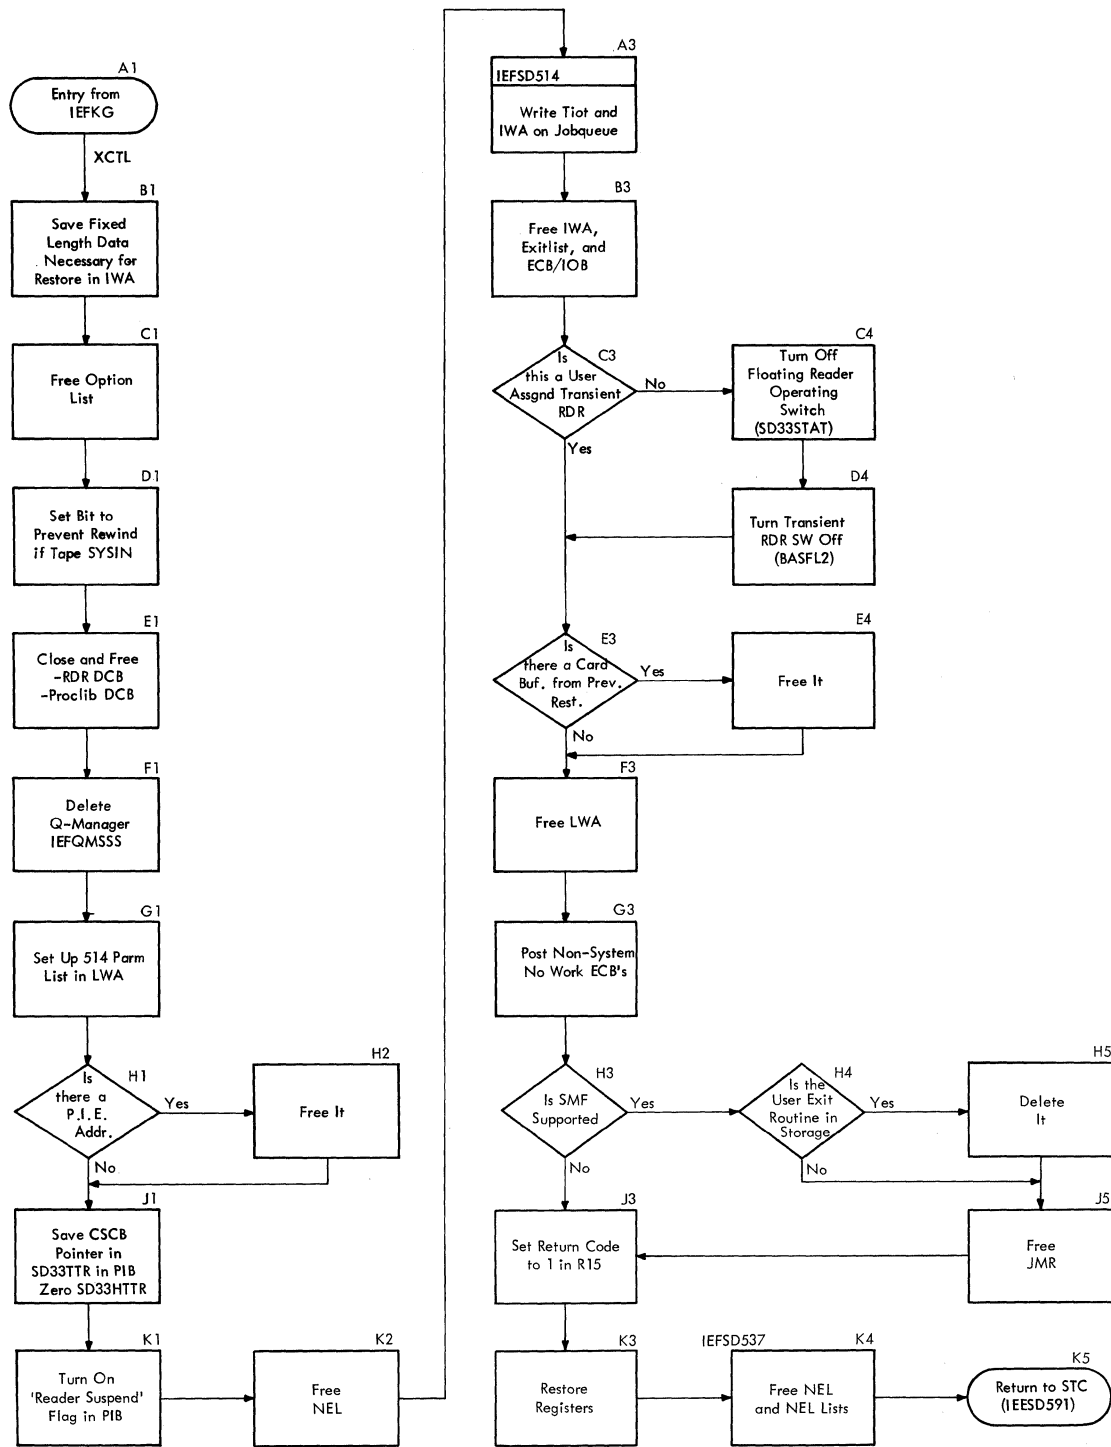 A1
Entry from
IEFKG
XCTL
B1
Save Fixed
Length Data
Necessary for
Restore in IWA
C1
Free Option
List
D1
Set Bit to
Prevent Rewind
if Tape SYSIN
E1
Close and Free
-RDR DCB
-Proclib DCB
F1
Delete
Q-Manager
IEFQMSSS
G1
Set Up 514 Parm
List in LWA
H1
Is
there a
P.I.E.
Addr.
Yes
H2
Free It
No
J1
Save CSCB
Pointer in
SD33TTR in PIB
Zero SD33HTTR
K1
Turn On
'Reader Suspend'
Flag in PIB
K2
Free
NEL
A3
IEFSD514
Write Tiot and
IWA on Jobqueue
B3
Free IWA,
Exitlist, and
ECB/IOB
C3
Is
this a User
Assgnd Transient
RDR
No
Yes
C4
Turn Off
Floating Reader
Operating
Switch
(SD33STAT)
D4
Turn Transient
RDR SW Off
(BASFL2)
E3
Is
there a Card
Buf. from Prev.
Rest.
Yes
E4
Free It
No
F3
Free LWA
G3
Post Non-System
No Work ECB's
H3
Is SMF
Supported
Yes
No
H4
Is the
User Exit
Routine in
Storage
Yes
No
H5
Delete
It
J5
Free
JMR
J3
Set Return Code
to 1 in R15
K3
Restore
Registers
IEFSD537
K4
Free NEL
and NEL Lists
K5
Return to STC
(IEESD591)